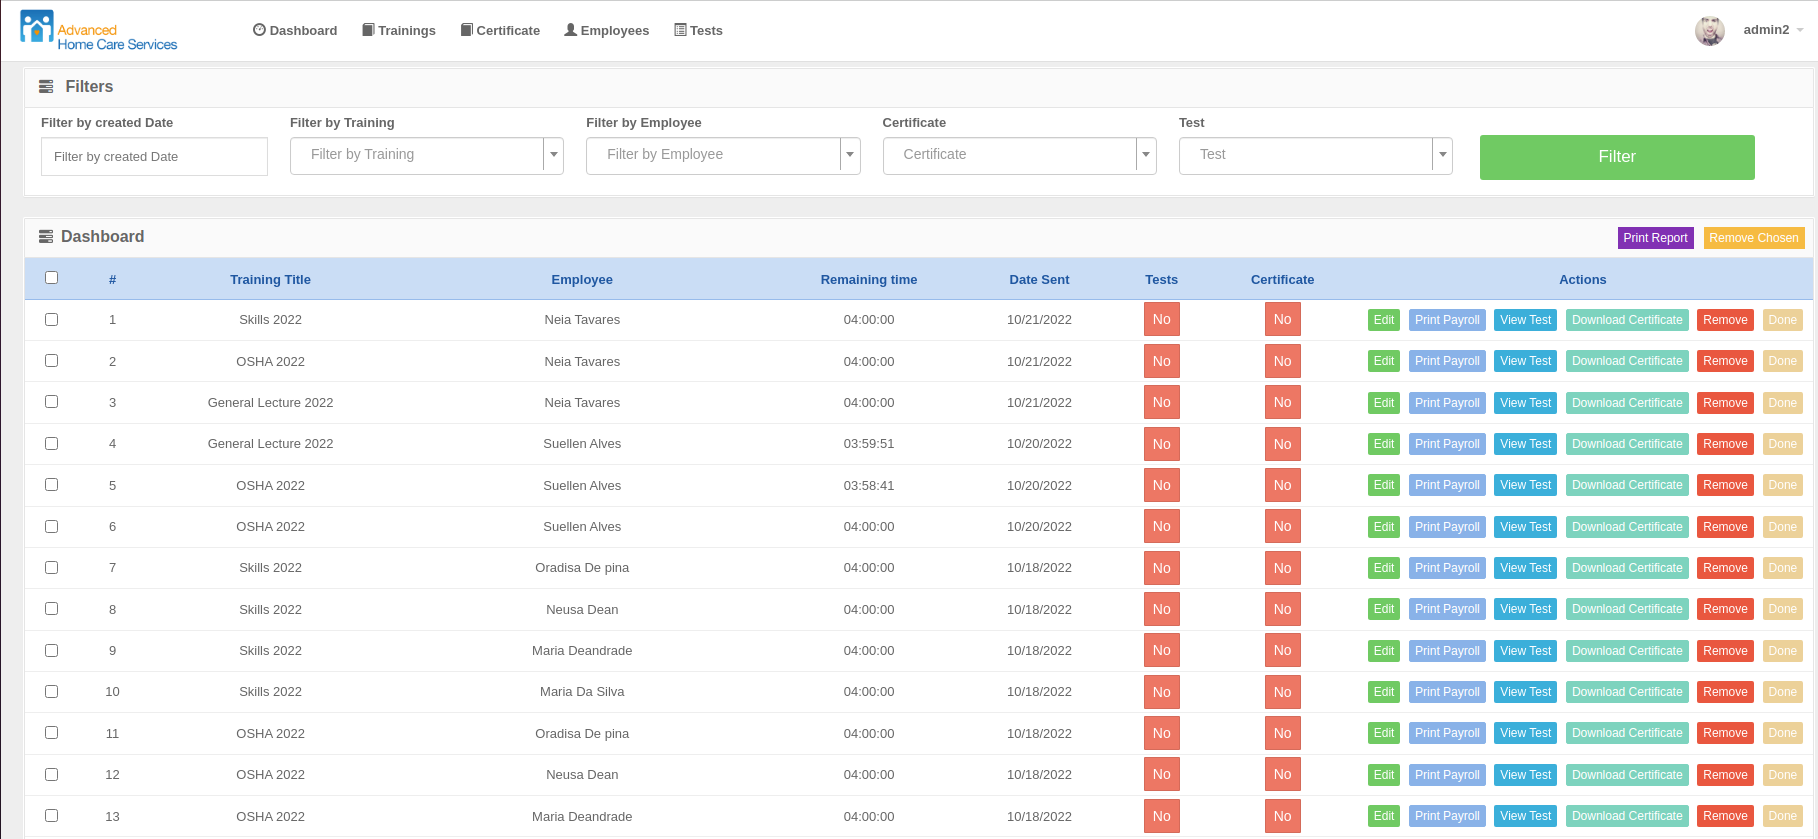 Advanced
Home Care Services
Dashboard Trainings Certificate Employees Tests
admin2
Filters
Filter by created Date Filter by Training Filter by Employee Certificate Test
Filter by created Date Filter by Training Filter by Employee Certificate Test Filter
Dashboard Print Report Remove Chosen
# Training Title Employee Remaining time Date Sent Tests Certificate Actions
1 Skills 2022 Neia Tavares 04:00:00 10/21/2022 No No Edit Print Payroll View Test Download Certificate Remove Done
2 OSHA 2022 Neia Tavares 04:00:00 10/21/2022 No No Edit Print Payroll View Test Download Certificate Remove Done
3 General Lecture 2022 Neia Tavares 04:00:00 10/21/2022 No No Edit Print Payroll View Test Download Certificate Remove Done
4 General Lecture 2022 Suellen Alves 03:59:51 10/20/2022 No No Edit Print Payroll View Test Download Certificate Remove Done
5 OSHA 2022 Suellen Alves 03:58:41 10/20/2022 No No Edit Print Payroll View Test Download Certificate Remove Done
6 OSHA 2022 Suellen Alves 04:00:00 10/20/2022 No No Edit Print Payroll View Test Download Certificate Remove Done
7 Skills 2022 Oradisa De pina 04:00:00 10/18/2022 No No Edit Print Payroll View Test Download Certificate Remove Done
8 Skills 2022 Neusa Dean 04:00:00 10/18/2022 No No Edit Print Payroll View Test Download Certificate Remove Done
9 Skills 2022 Maria Deandrade 04:00:00 10/18/2022 No No Edit Print Payroll View Test Download Certificate Remove Done
10 Skills 2022 Maria Da Silva 04:00:00 10/18/2022 No No Edit Print Payroll View Test Download Certificate Remove Done
11 OSHA 2022 Oradisa De pina 04:00:00 10/18/2022 No No Edit Print Payroll View Test Download Certificate Remove Done
12 OSHA 2022 Neusa Dean 04:00:00 10/18/2022 No No Edit Print Payroll View Test Download Certificate Remove Done
13 OSHA 2022 Maria Deandrade 04:00:00 10/18/2022 No No Edit Print Payroll View Test Download Certificate Remove Done